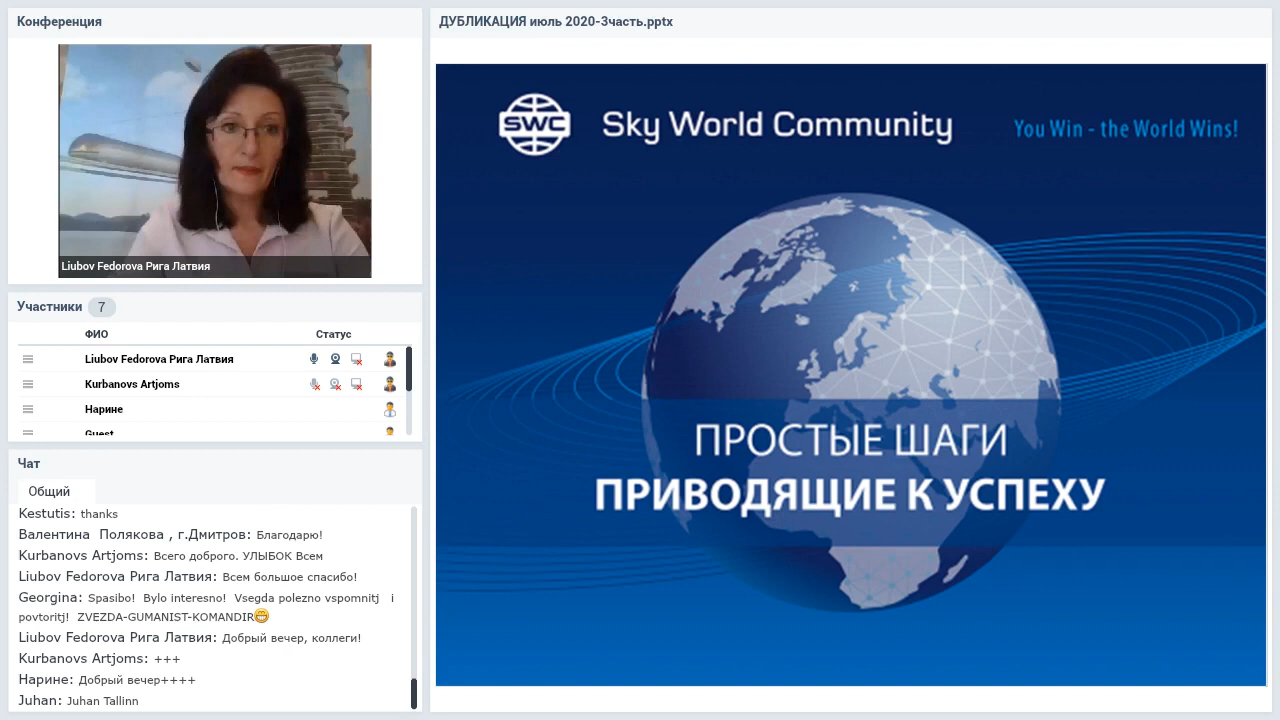 Конференция
Liubov Fedorova Рига Латвия
Участники 7
ФИО Статус
Liubov Fedorova Рига Латвия
Kurbanovs Artjoms
Нарине
Guest
Чат
Общий
Kestutis: thanks
Валентина Полякова , г.Дмитров: Благодарю!
Kurbanovs Artjoms: Всего доброго. УЛЫБОК Всем
Liubov Fedorova Рига Латвия: Всем большое спасибо!
Georgina: Spasibo! Bylo interesno! Vsegda polezno vspomnitj i
povtoritj! ZVEZDA-GUMANIST-KOMANDIR😁
Liubov Fedorova Рига Латвия: Добрый вечер, коллеги!
Kurbanovs Artjoms: +++
Нарине: Добрый вечер++++
Juhan: Juhan Tallinn
ДУБЛИКАЦИЯ июль 2020-3часть.pptx
SWC Sky World Community You Win - the World Wins!
ПРОСТЫЕ ШАГИ
ПРИВОДЯЩИЕ К УСПЕХУ